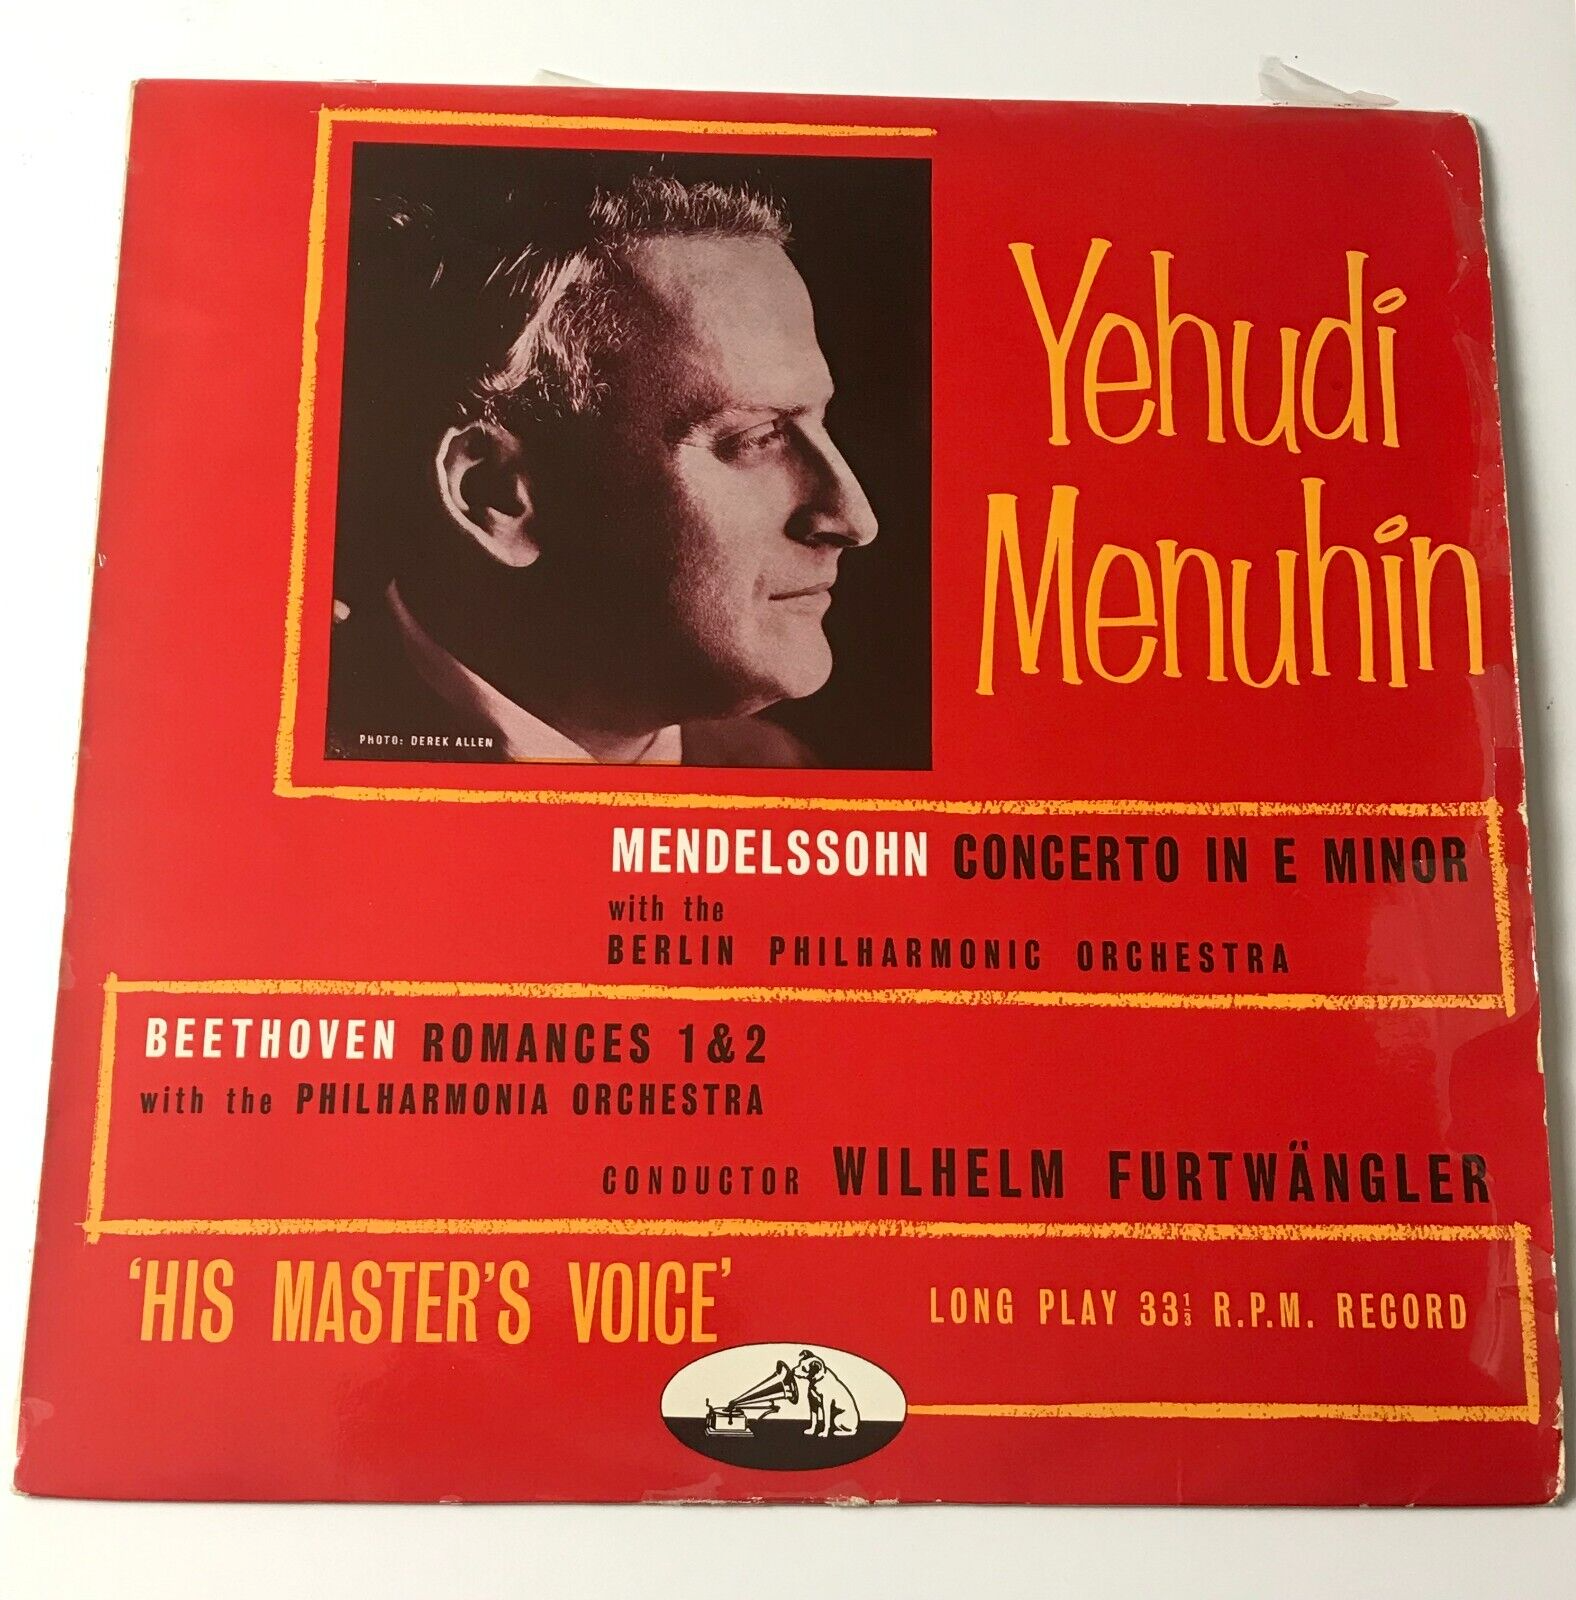 Yehudi
Menuhin
PHOTO: DEREK ALLEN
MENDELSSOHN CONCERTO IN E MINOR
with the
BERLIN PHILHARMONIC ORCHESTRA
BEETHOVEN ROMANCES 1 & 2
with the PHILHARMONIA ORCHESTRA
CONDUCTOR WILHELM FURTWÄNGLER
‘HIS MASTER’S VOICE’
LONG PLAY 33⅓ R.P.M. RECORD